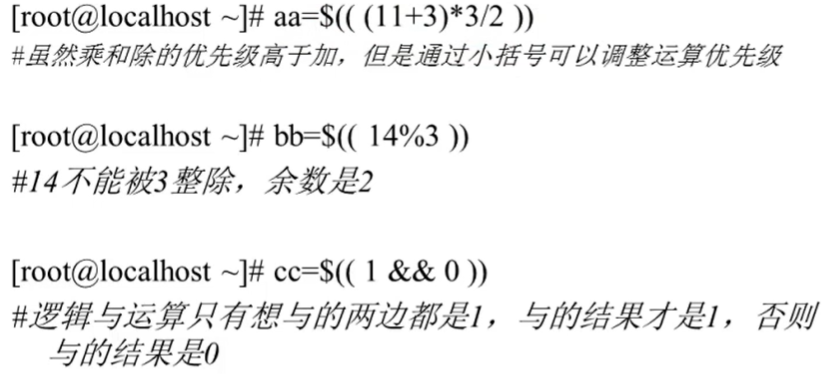 [root@localhost ~]# aa=$(( (11+3)*3/2 ))
#虽然乘和除的优先级高于加，但是通过小括号可以调整运算优先级
[root@localhost ~]# bb=$(( 14%3 ))
#14不能被3整除，余数是2
[root@localhost ~]# cc=$(( 1 && 0 ))
#逻辑与运算只有想与的两边都是1，与的结果才是1，否则
与的结果是0